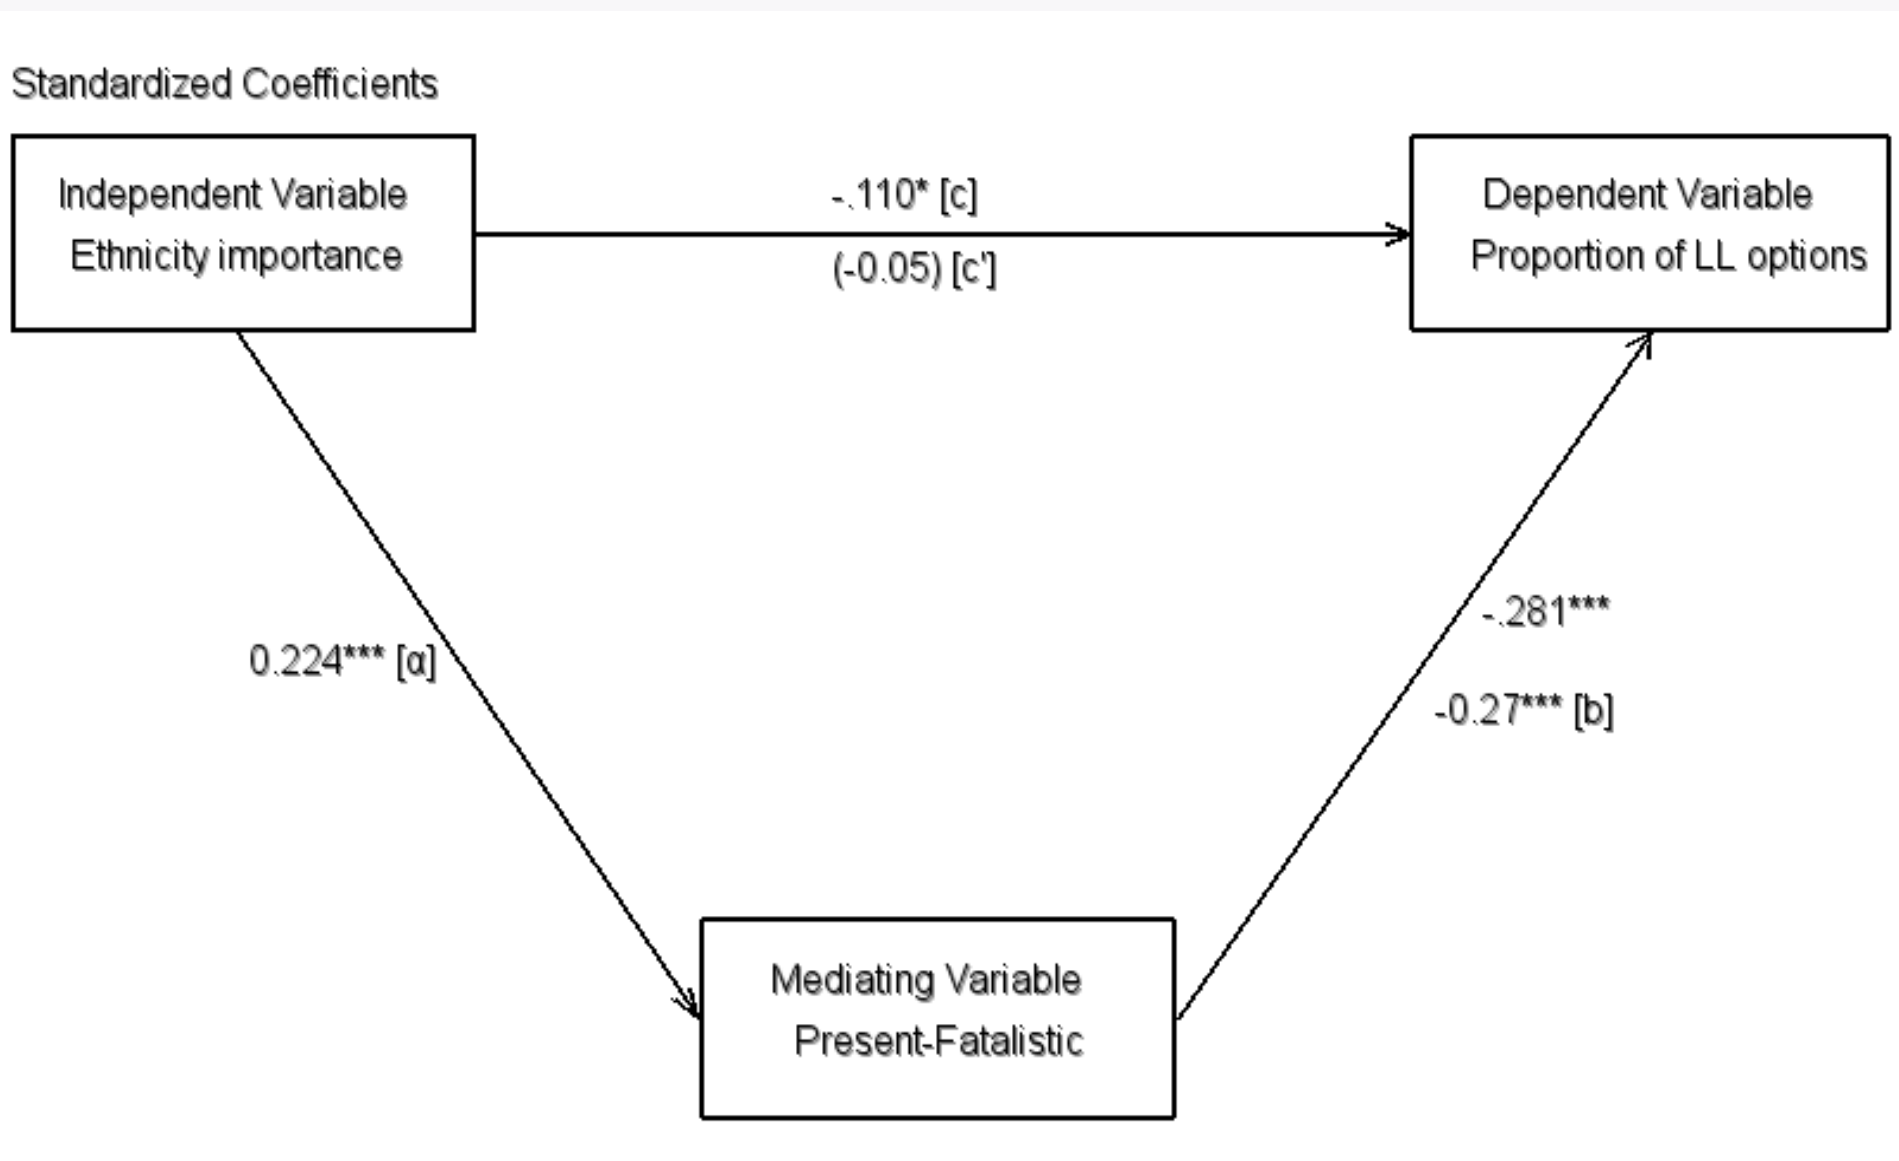 Standardized Coefficients
Independent Variable
Ethnicity importance
-.110* [c]
(-0.05) [c']
Dependent Variable
Proportion of LL options
0.224*** [α]
-.281***
-0.27*** [b]
Mediating Variable
Present-Fatalistic